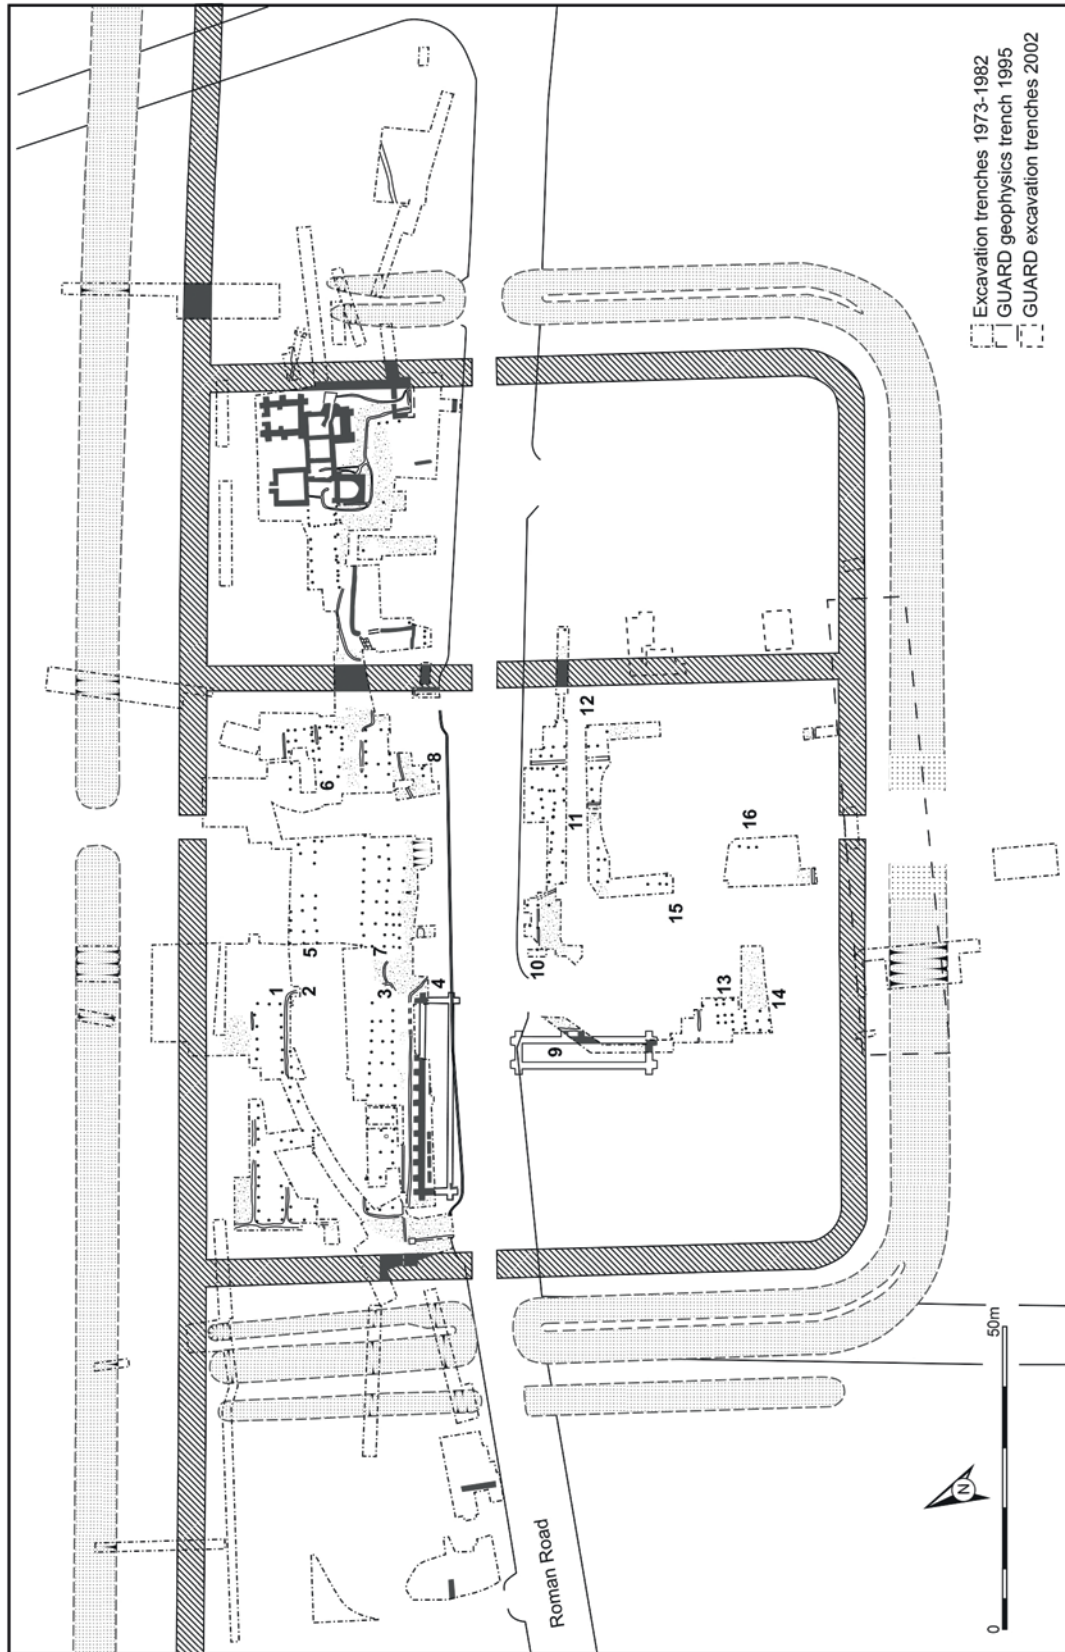 Excavation trenches 1973-1982
GUARD geophysics trench 1995
GUARD excavation trenches 2002
6
8
12
11
16
5
7
15
10
1
2
3
4
13
14
9
N
0
50m
Roman Road